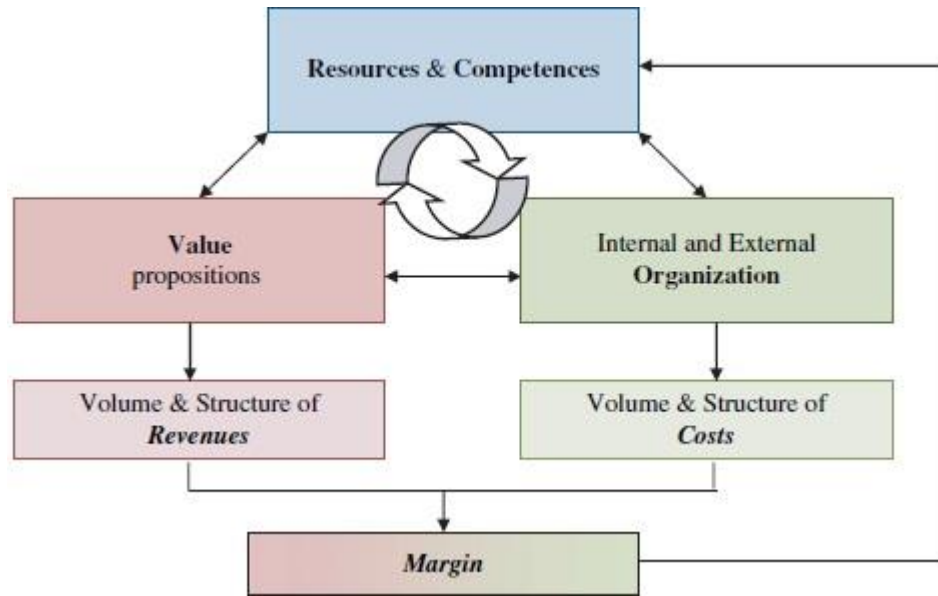 Resources & Competences
Value
propositions
Internal and External
Organization
Volume & Structure of
Revenues
Volume & Structure of
Costs
Margin